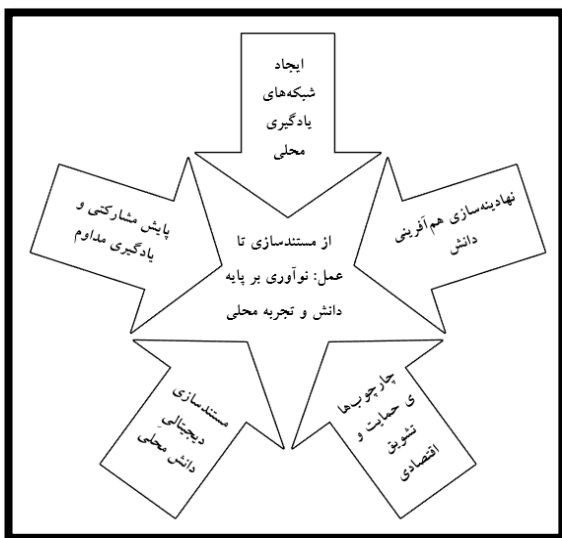 ایجاد
شبکه‌های
یادگیری
محلی
نهادینه‌سازی هم‌آفرینی
دانش
پایش مشارکتی و
یادگیری مداوم
از مستندسازی تا
عمل: نوآوری بر پایه
دانش و تجربه محلی
چارچوب‌ها
ی حمایت و
تشویق
اقتصادی
مستندسازی
دیجیتالیِ
دانش محلّی